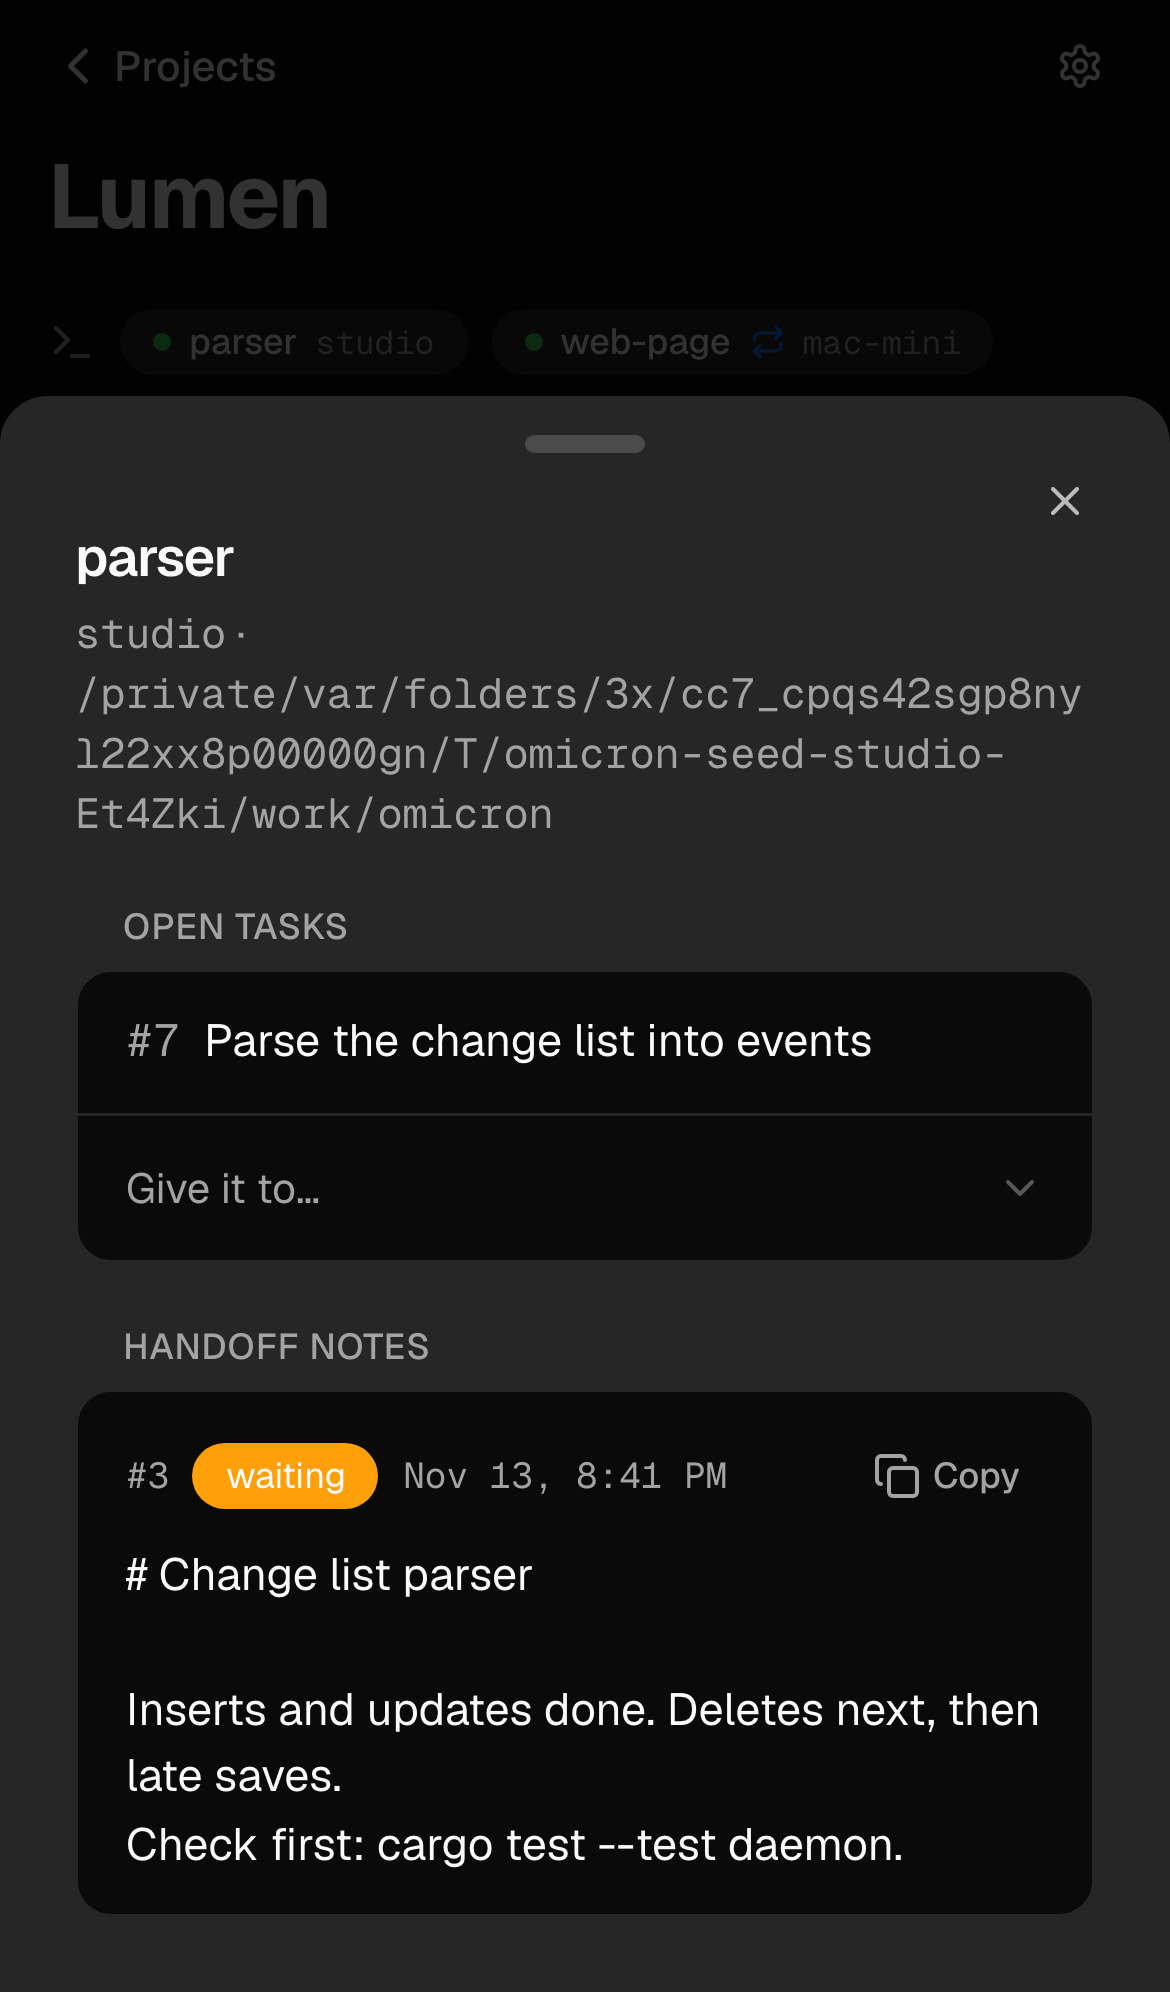 Projects
Lumen
parser studio
web-page mac-mini
parser
studio ·
/private/var/folders/3x/cc7_cpqs42sgp8ny
l22xx8p00000gn/T/omicron-seed-studio-
Et4Zki/work/omicron
OPEN TASKS
#7 Parse the change list into events
Give it to…
HANDOFF NOTES
#3 waiting Nov 13, 8:41 PM Copy
# Change list parser
Inserts and updates done. Deletes next, then
late saves.
Check first: cargo test --test daemon.